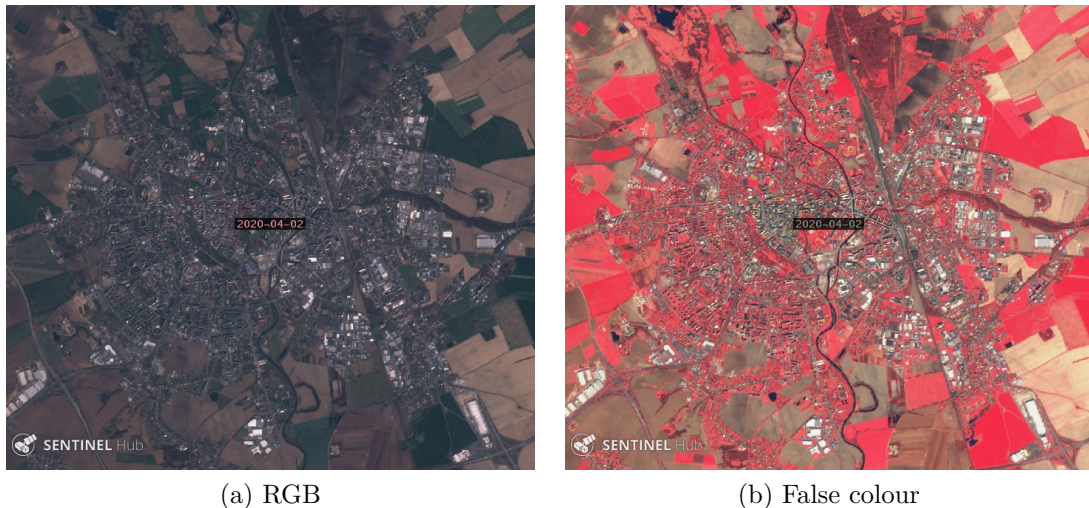 2020-04-02
2020-04-02
SENTINEL Hub
SENTINEL Hub
(a) RGB
(b) False colour